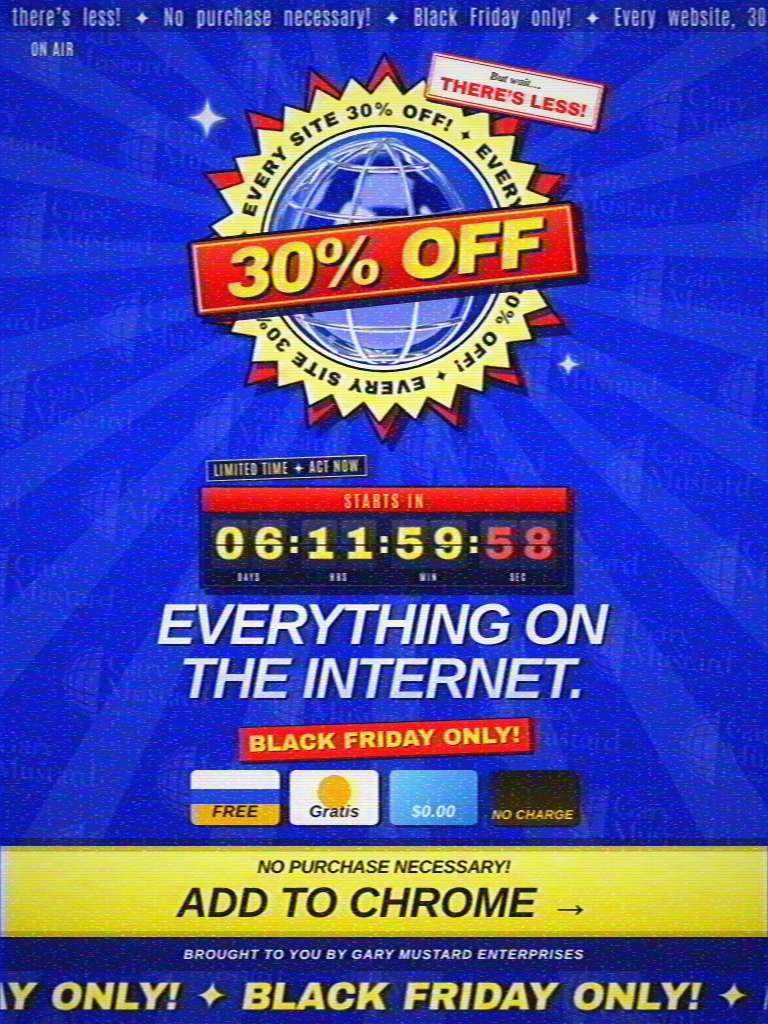 there's less! ✦ No purchase necessary! ✦ Black Friday only! ✦ Every website, 30
ON AIR
But wait...
THERE'S LESS!
EVERY SITE 30% OFF! ✦ EVERY SITE 30% OFF! ✦
30% OFF
LIMITED TIME ✦ ACT NOW
STARTS IN
06:11:59:58
DAYS HRS MIN SEC
EVERYTHING ON
THE INTERNET.
BLACK FRIDAY ONLY!
FREE Gratis $0.00 NO CHARGE
NO PURCHASE NECESSARY!
ADD TO CHROME →
BROUGHT TO YOU BY GARY MUSTARD ENTERPRISES
AY ONLY! ✦ BLACK FRIDAY ONLY! ✦
Gary
Mustard